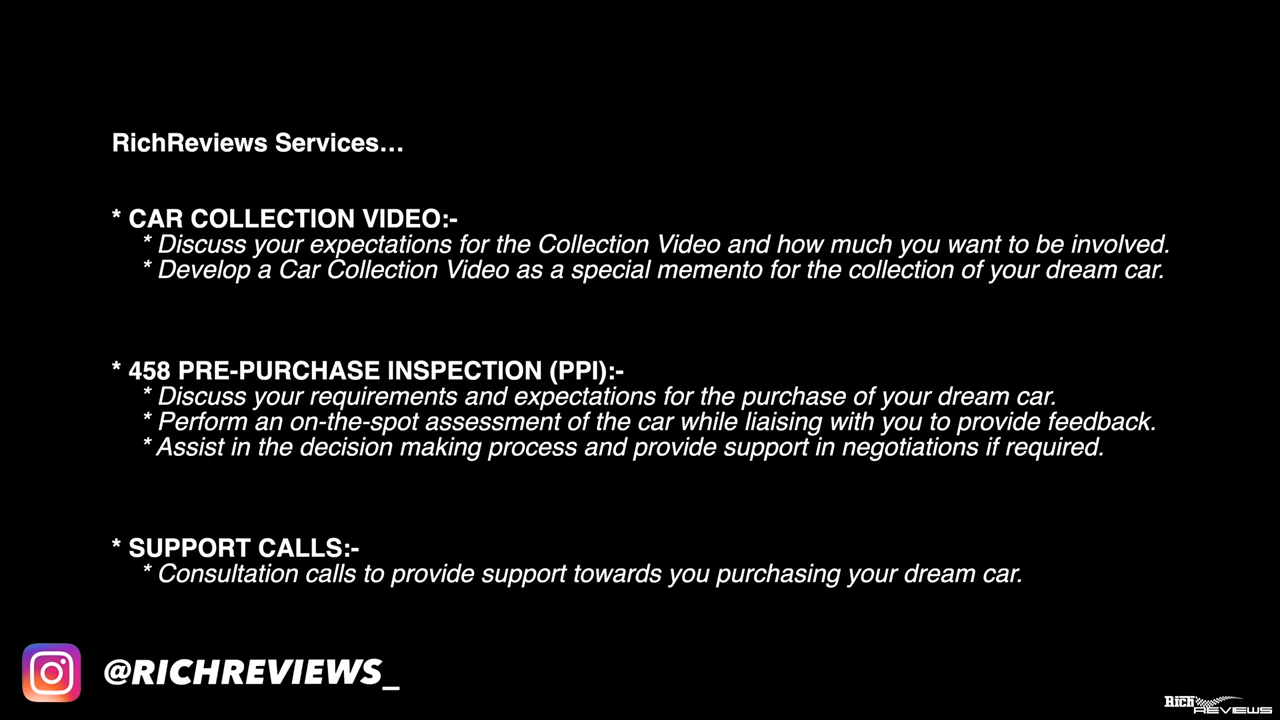 RichReviews Services...
* CAR COLLECTION VIDEO:-
* Discuss your expectations for the Collection Video and how much you want to be involved.
* Develop a Car Collection Video as a special memento for the collection of your dream car.
* 458 PRE-PURCHASE INSPECTION (PPI):-
* Discuss your requirements and expectations for the purchase of your dream car.
* Perform an on-the-spot assessment of the car while liaising with you to provide feedback.
* Assist in the decision making process and provide support in negotiations if required.
* SUPPORT CALLS:-
* Consultation calls to provide support towards you purchasing your dream car.
@RICHREVIEWS_
Rich
REVIEWS